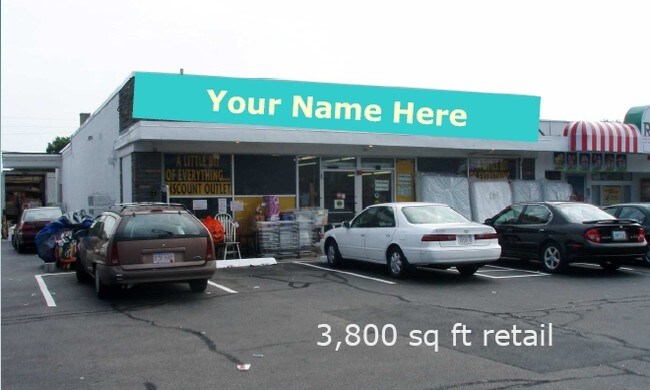 Your Name Here
A LITTLE BIT
OF EVERYTHING
DISCOUNT OUTLET
3,800 sq ft retail